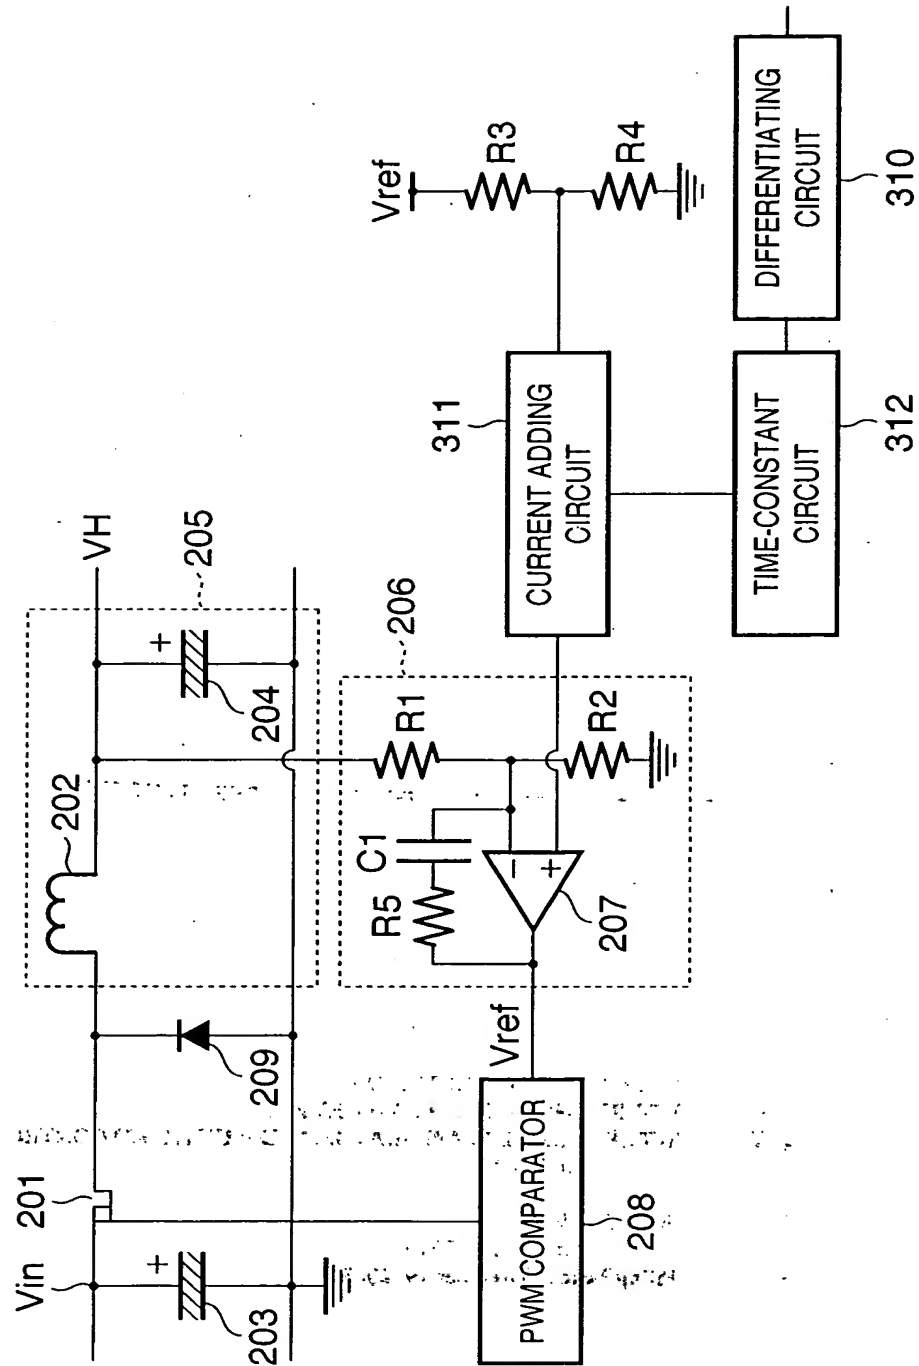 Vin
201
202
VH
203
209
204
205
206
R1
R2
C1
R5
−
+
207
Vref
PWM COMPARATOR
208
311
CURRENT ADDING
CIRCUIT
Vref
R3
R4
TIME-CONSTANT
CIRCUIT
312
DIFFERENTIATING
CIRCUIT
310
+
+